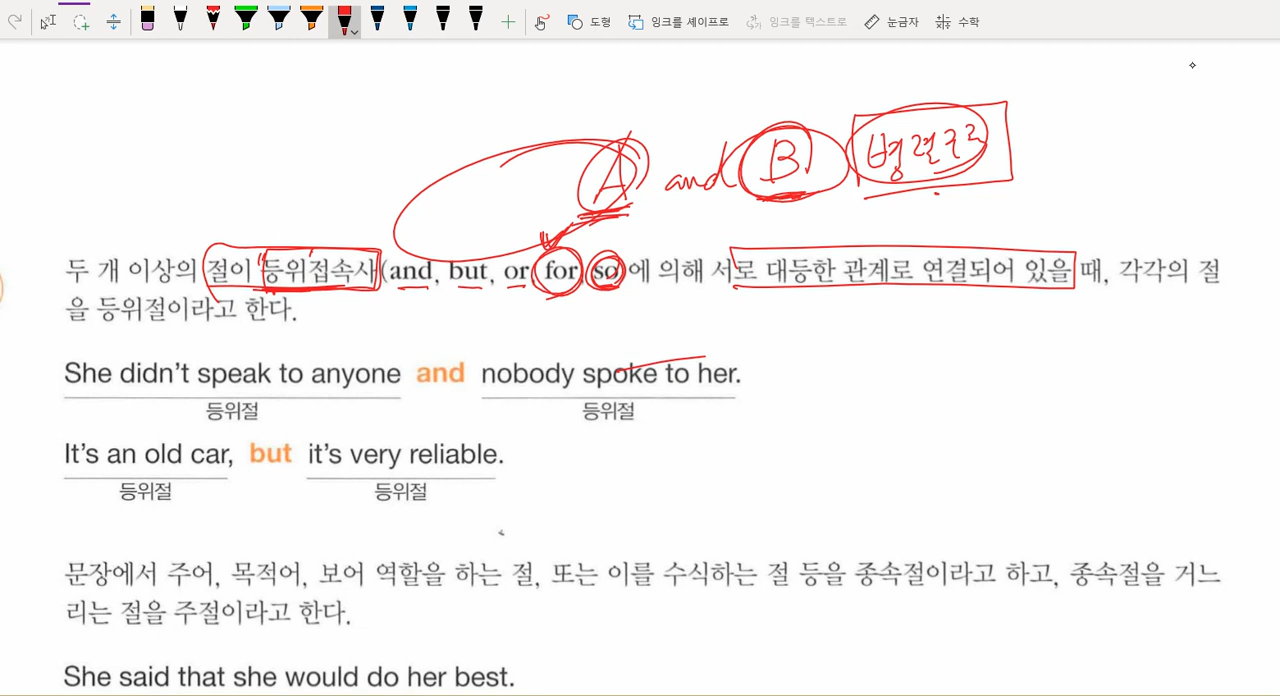 도형 잉크를 셰이프로 잉크를 텍스트로 눈금자 수학
A and B 병렬구조
두 개 이상의 절이 등위접속사(and, but, or for, so)에 의해 서로 대등한 관계로 연결되어 있을 때, 각각의 절
을 등위절이라고 한다.
She didn't speak to anyone and nobody spoke to her.
등위절 등위절
It's an old car, but it's very reliable.
등위절 등위절
문장에서 주어, 목적어, 보어 역할을 하는 절, 또는 이를 수식하는 절 등을 종속절이라고 하고, 종속절을 거느
리는 절을 주절이라고 한다.
She said that she would do her best.